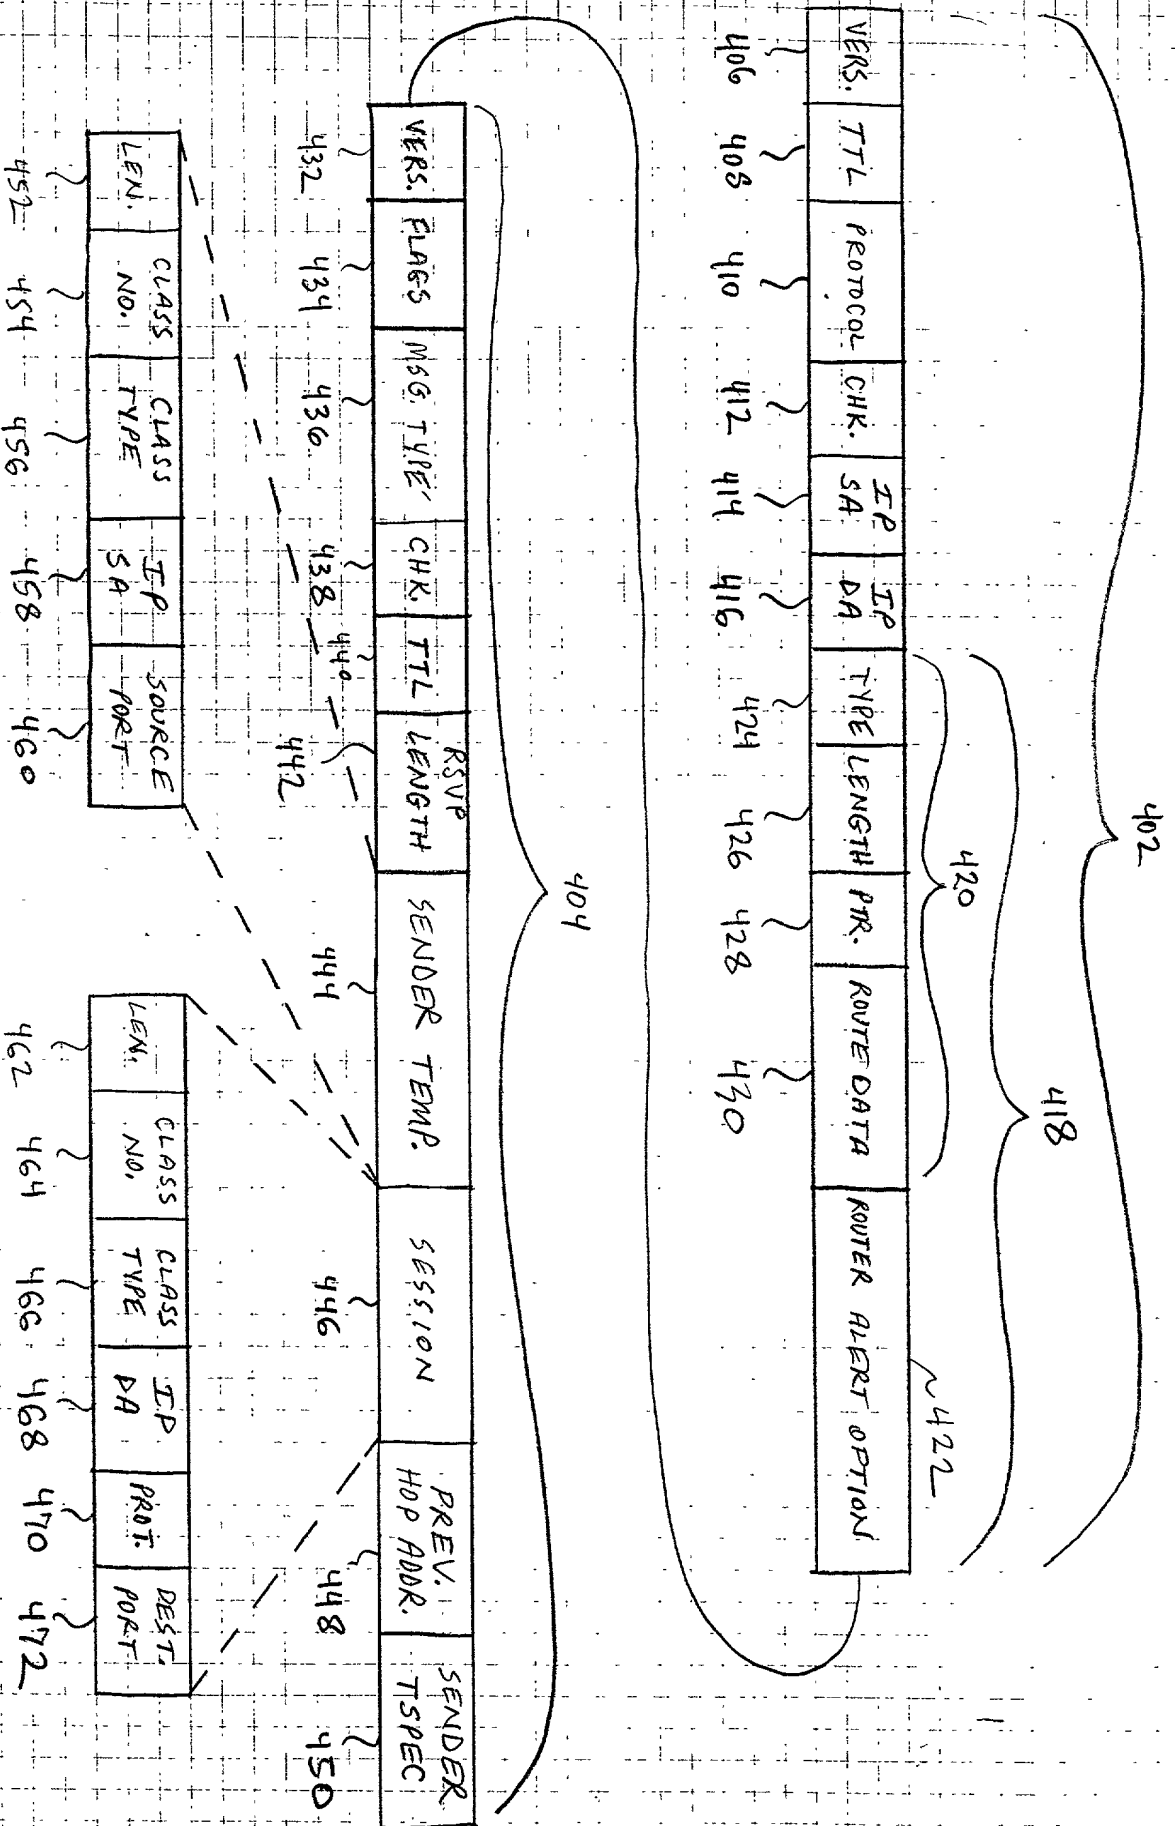 402
418
420
422
VERS.
TTL
PROTOCOL
CHK.
IP
SA
IP
DA
TYPE
LENGTH
PTR.
ROUTE DATA
ROUTER ALERT OPTION
406
408
410
412
414
416
424
426
428
430
404
VERS.
FLAGS
MSG. TYPE
CHK.
TTL
RSVP
LENGTH
SENDER TEMP.
SESSION
PREV.
HOP ADDR.
SENDER
TSPEC
432
434
436
438
440
442
444
446
448
450
LEN.
CLASS
NO.
CLASS
TYPE
IP
SA
SOURCE
PORT
452
454
456
458
460
LEN.
CLASS
NO.
CLASS
TYPE
IP
DA
PROT.
DEST.
PORT
462
464
466
468
470
472